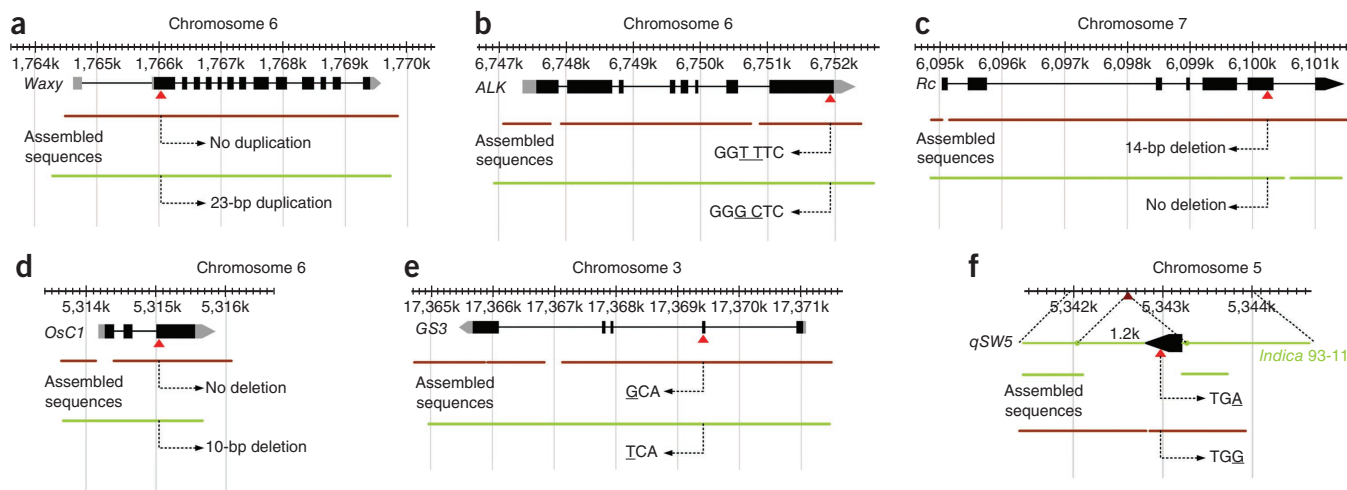 a
Chromosome 6
1,764k 1,765k 1,766k 1,767k 1,768k 1,769k 1,770k
Waxy
Assembled
sequences
No duplication
23-bp duplication
b
Chromosome 6
6,747k 6,748k 6,749k 6,750k 6,751k 6,752k
ALK
Assembled
sequences
GGT TTC
GGG CTC
c
Chromosome 7
6,095k 6,096k 6,097k 6,098k 6,099k 6,100k 6,101k
Rc
Assembled
sequences
14-bp deletion
No deletion
d
Chromosome 6
5,314k 5,315k 5,316k
OsC1
Assembled
sequences
No deletion
10-bp deletion
e
Chromosome 3
17,365k 17,366k 17,367k 17,368k 17,369k 17,370k 17,371k
GS3
Assembled
sequences
GCA
TCA
f
Chromosome 5
5,342k 5,343k 5,344k
qSW5
1.2k
Indica 93-11
Assembled
sequences
TGA
TGG